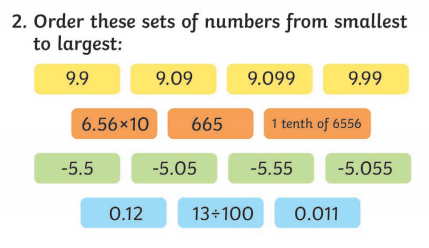 2. Order these sets of numbers from smallest
to largest:
9.9 9.09 9.099 9.99
6.56×10 665 1 tenth of 6556
-5.5 -5.05 -5.55 -5.055
0.12 13÷100 0.011